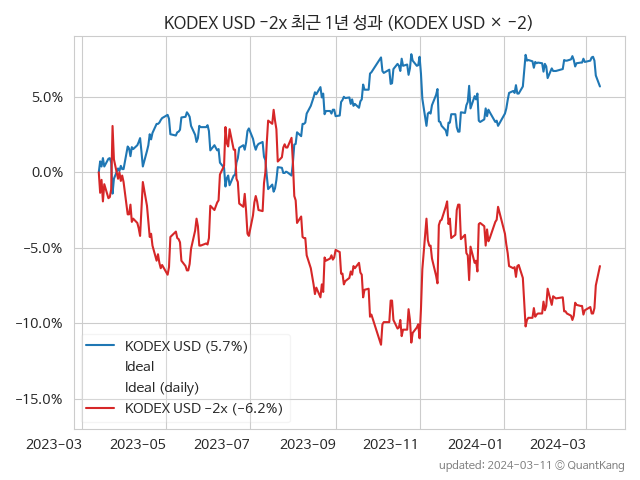 KODEX USD -2x 최근 1년 성과 (KODEX USD × -2)
5.0%
0.0%
-5.0%
-10.0%
-15.0%
KODEX USD (5.7%)
Ideal
Ideal (daily)
KODEX USD -2x (-6.2%)
2023-03 2023-05 2023-07 2023-09 2023-11 2024-01 2024-03
updated: 2024-03-11 © QuantKang